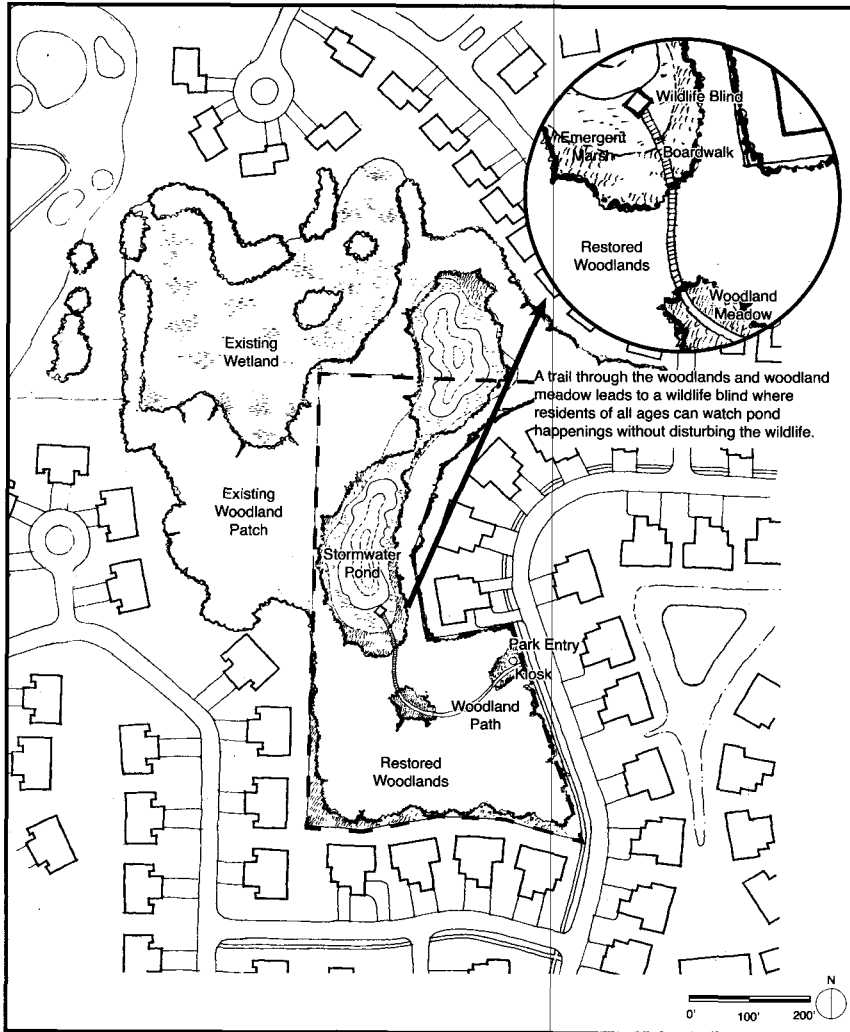 Wildlife Blind
Emergent
Marsh
Boardwalk
Restored
Woodlands
Woodland
Meadow
A trail through the woodlands and woodland
meadow leads to a wildlife blind where
residents of all ages can watch pond
happenings without disturbing the wildlife.
Existing
Wetland
Existing
Woodland
Patch
Stormwater
Pond
Park Entry
Kiosk
Woodland
Path
Restored
Woodlands
N
0' 100' 200'